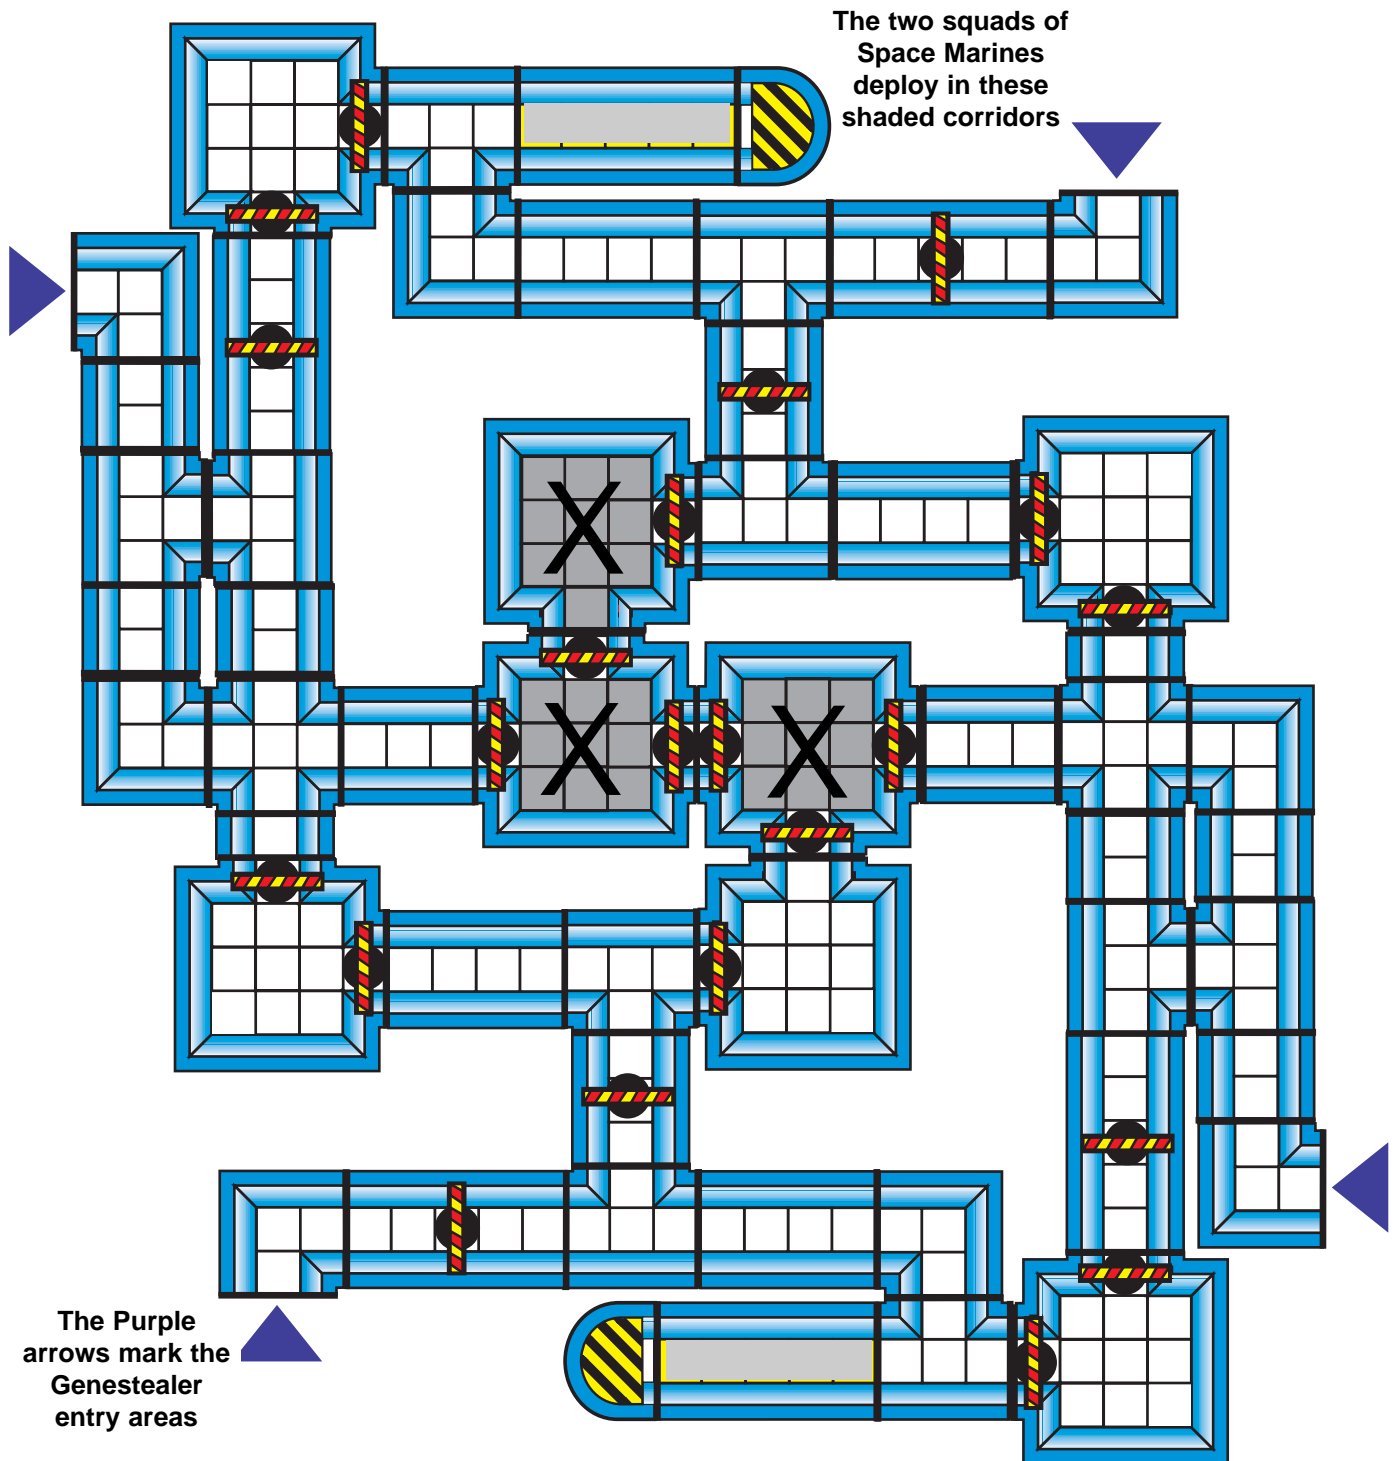 The two squads of
Space Marines
deploy in these
shaded corridors
X
X
X
The Purple
arrows mark the
Genestealer
entry areas